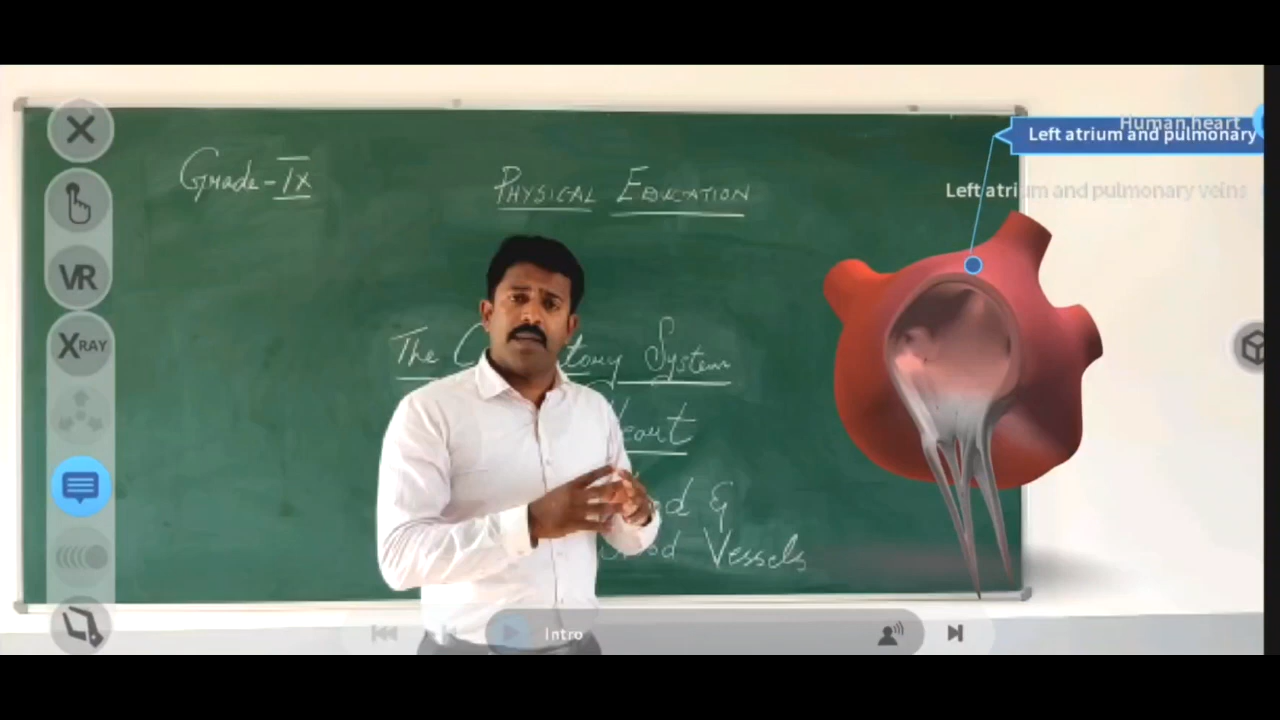 Grade-IX
PHYSICAL EDUCATION
The C tory System
eart
d &
ood Vessels
Human heart
Left atrium and pulmonary
Left atrium and pulmonary veins
VR
XRAY
Intro